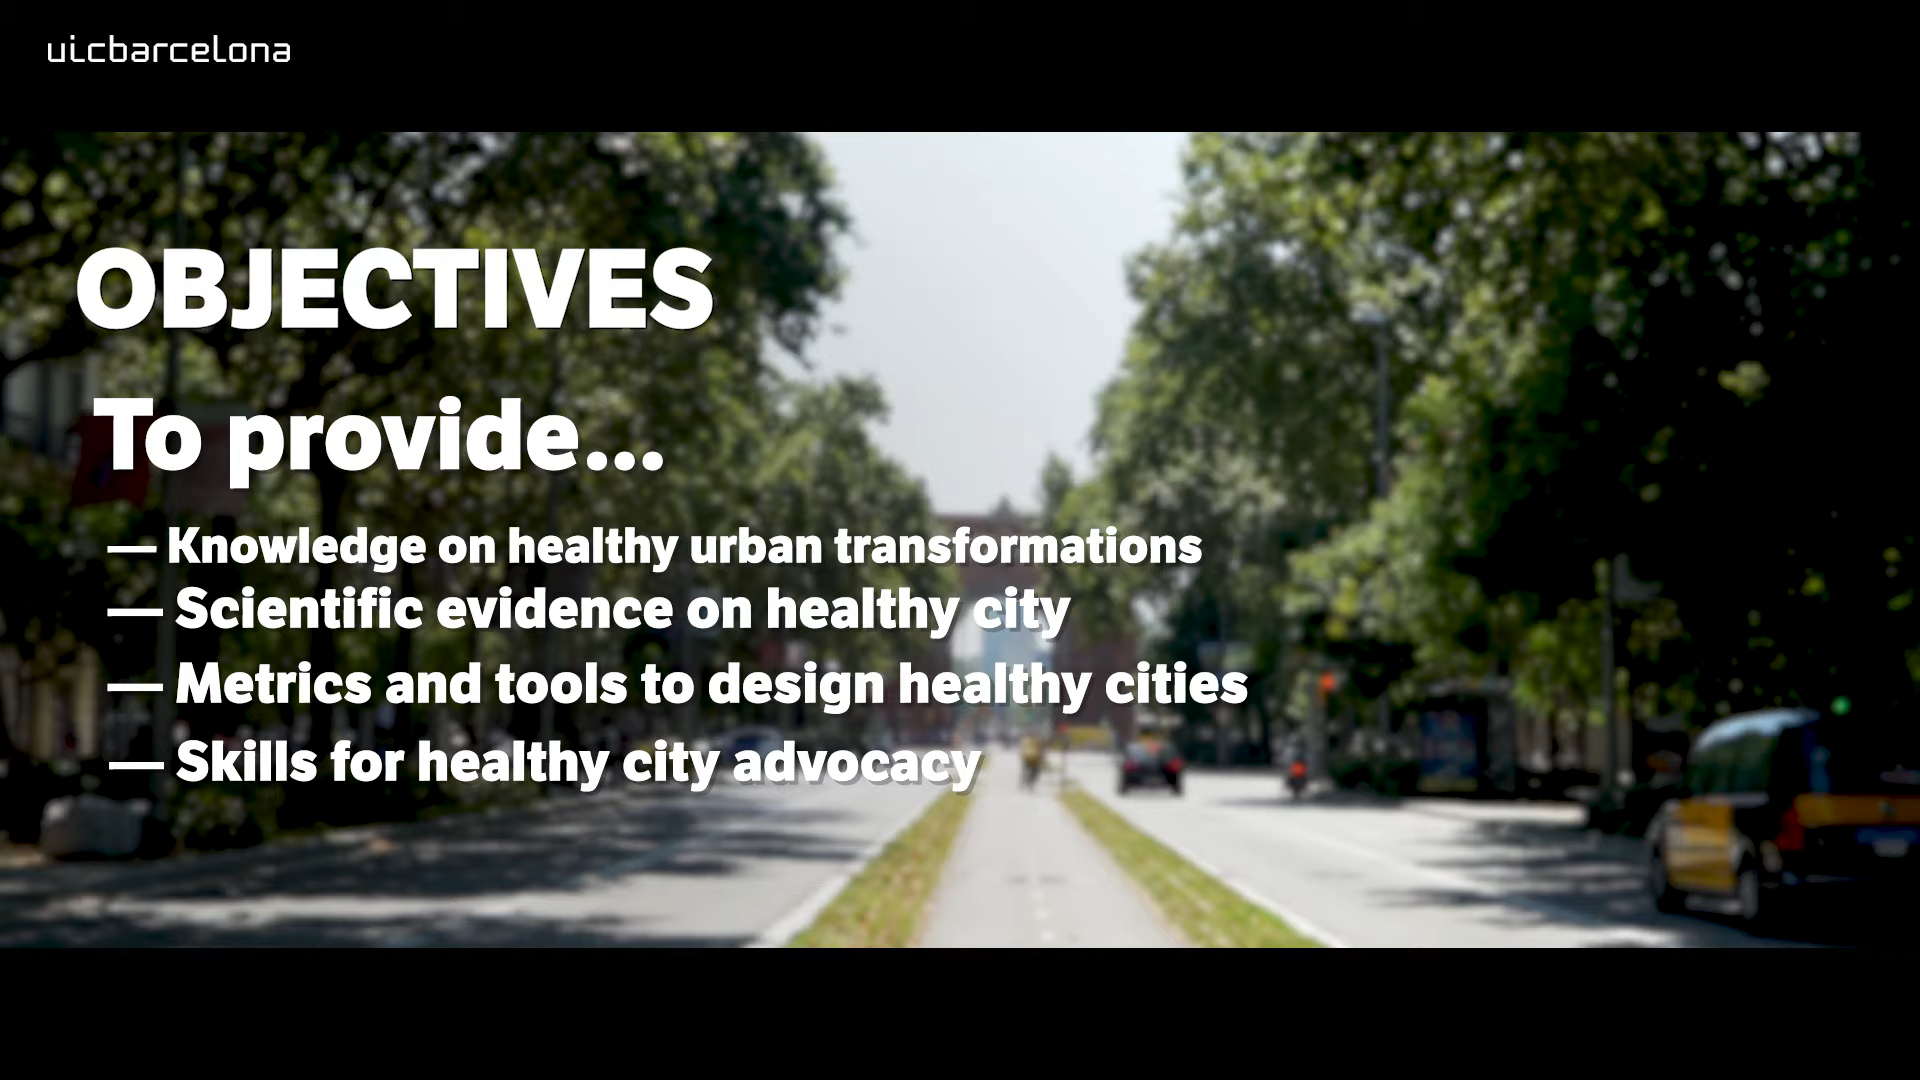 uicbarcelona
OBJECTIVES
To provide...
— Knowledge on healthy urban transformations
— Scientific evidence on healthy city
— Metrics and tools to design healthy cities
— Skills for healthy city advocacy